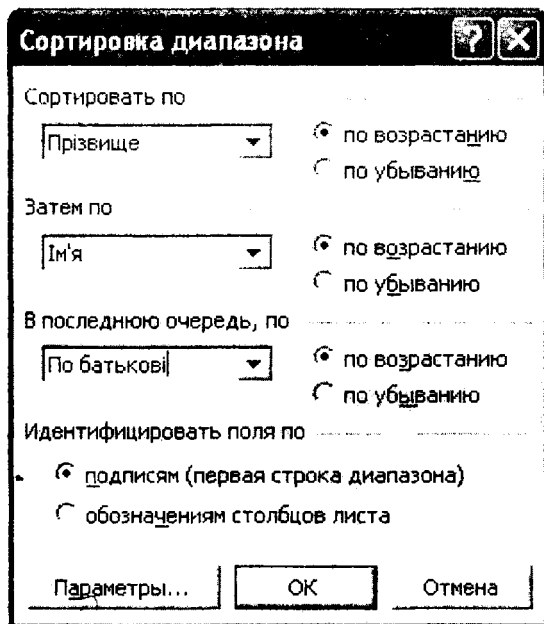 Сортировка диапазона
Сортировать по
Прізвище
по возрастанию
по убыванию
Затем по
Ім'я
по возрастанию
по убыванию
В последнюю очередь, по
По батькові
по возрастанию
по убыванию
Идентифицировать поля по
подписям (первая строка диапазона)
обозначениям столбцов листа
Параметры... ОК Отмена